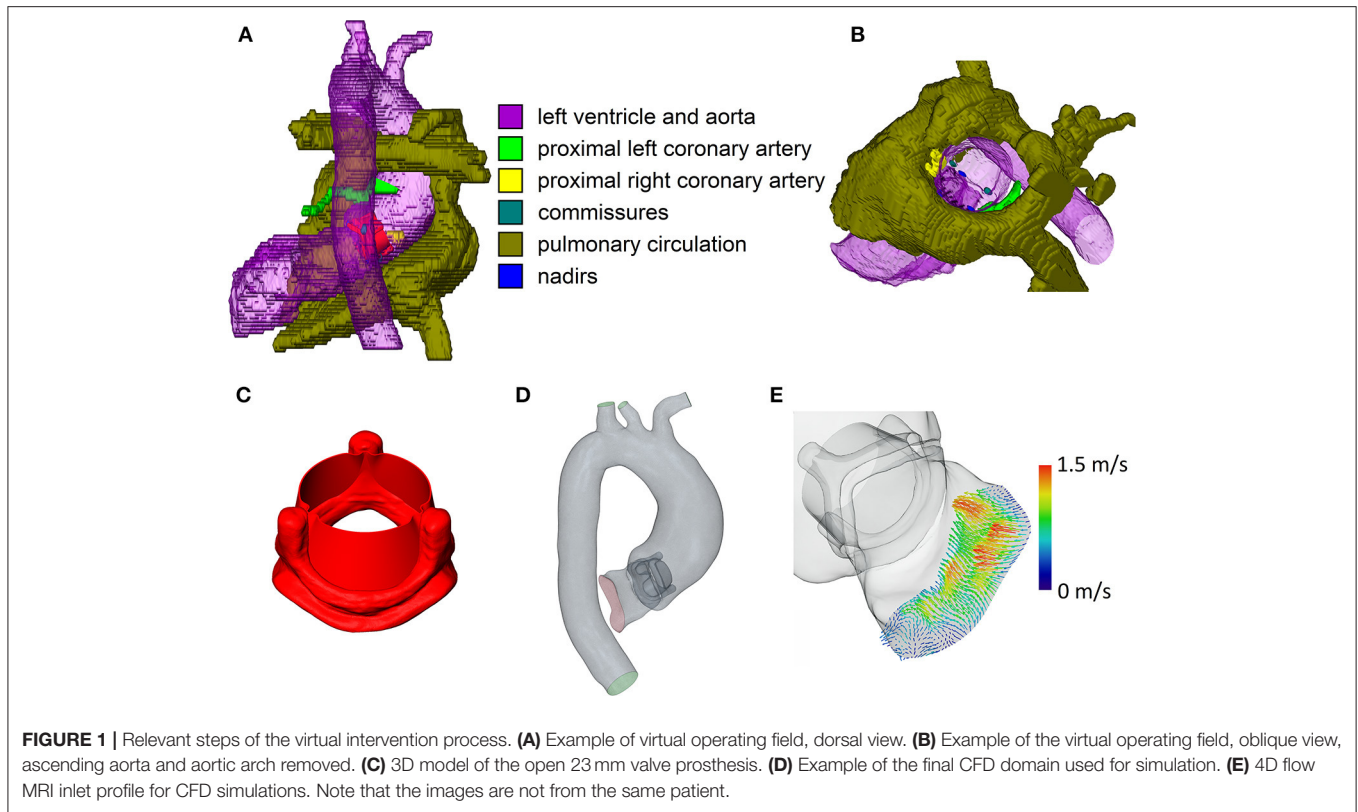 A
B
left ventricle and aorta
proximal left coronary artery
proximal right coronary artery
commissures
pulmonary circulation
nadirs
C
D
E
1.5 m/s
0 m/s
FIGURE 1 | Relevant steps of the virtual intervention process. (A) Example of virtual operating field, dorsal view. (B) Example of the virtual operating field, oblique view,
ascending aorta and aortic arch removed. (C) 3D model of the open 23 mm valve prosthesis. (D) Example of the final CFD domain used for simulation. (E) 4D flow
MRI inlet profile for CFD simulations. Note that the images are not from the same patient.